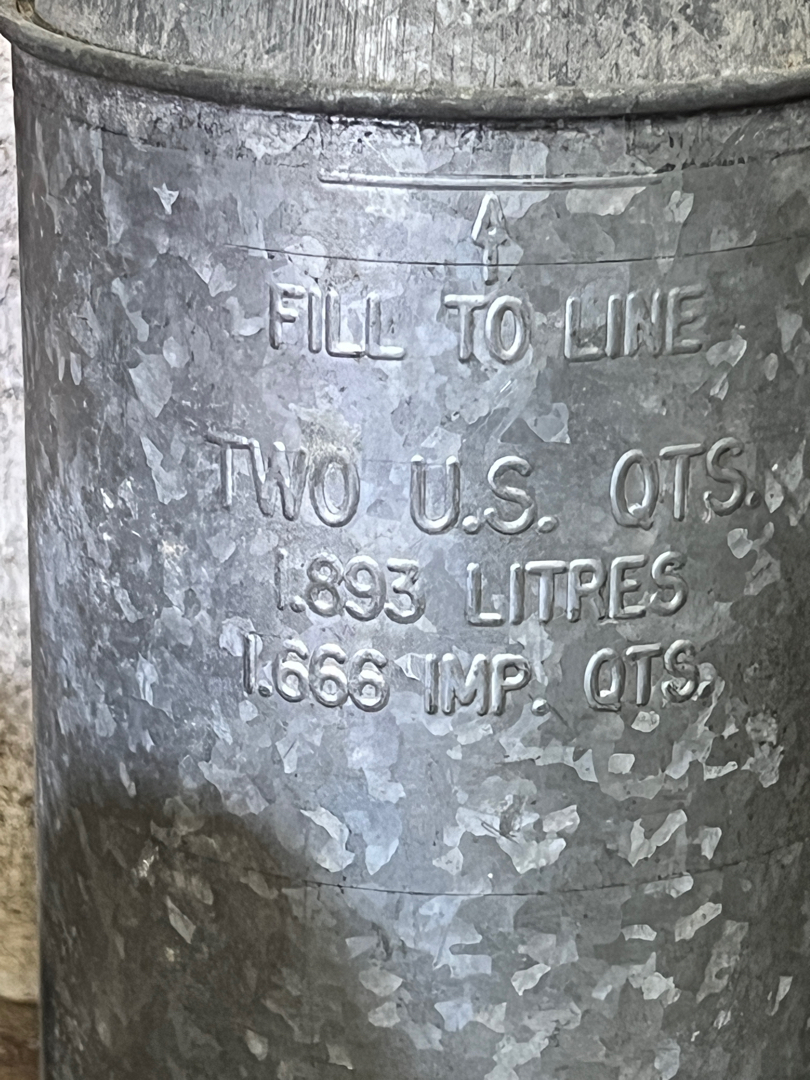 FILL TO LINE
TWO U.S. QTS.
1.893 LITRES
1.666 IMP. QTS.